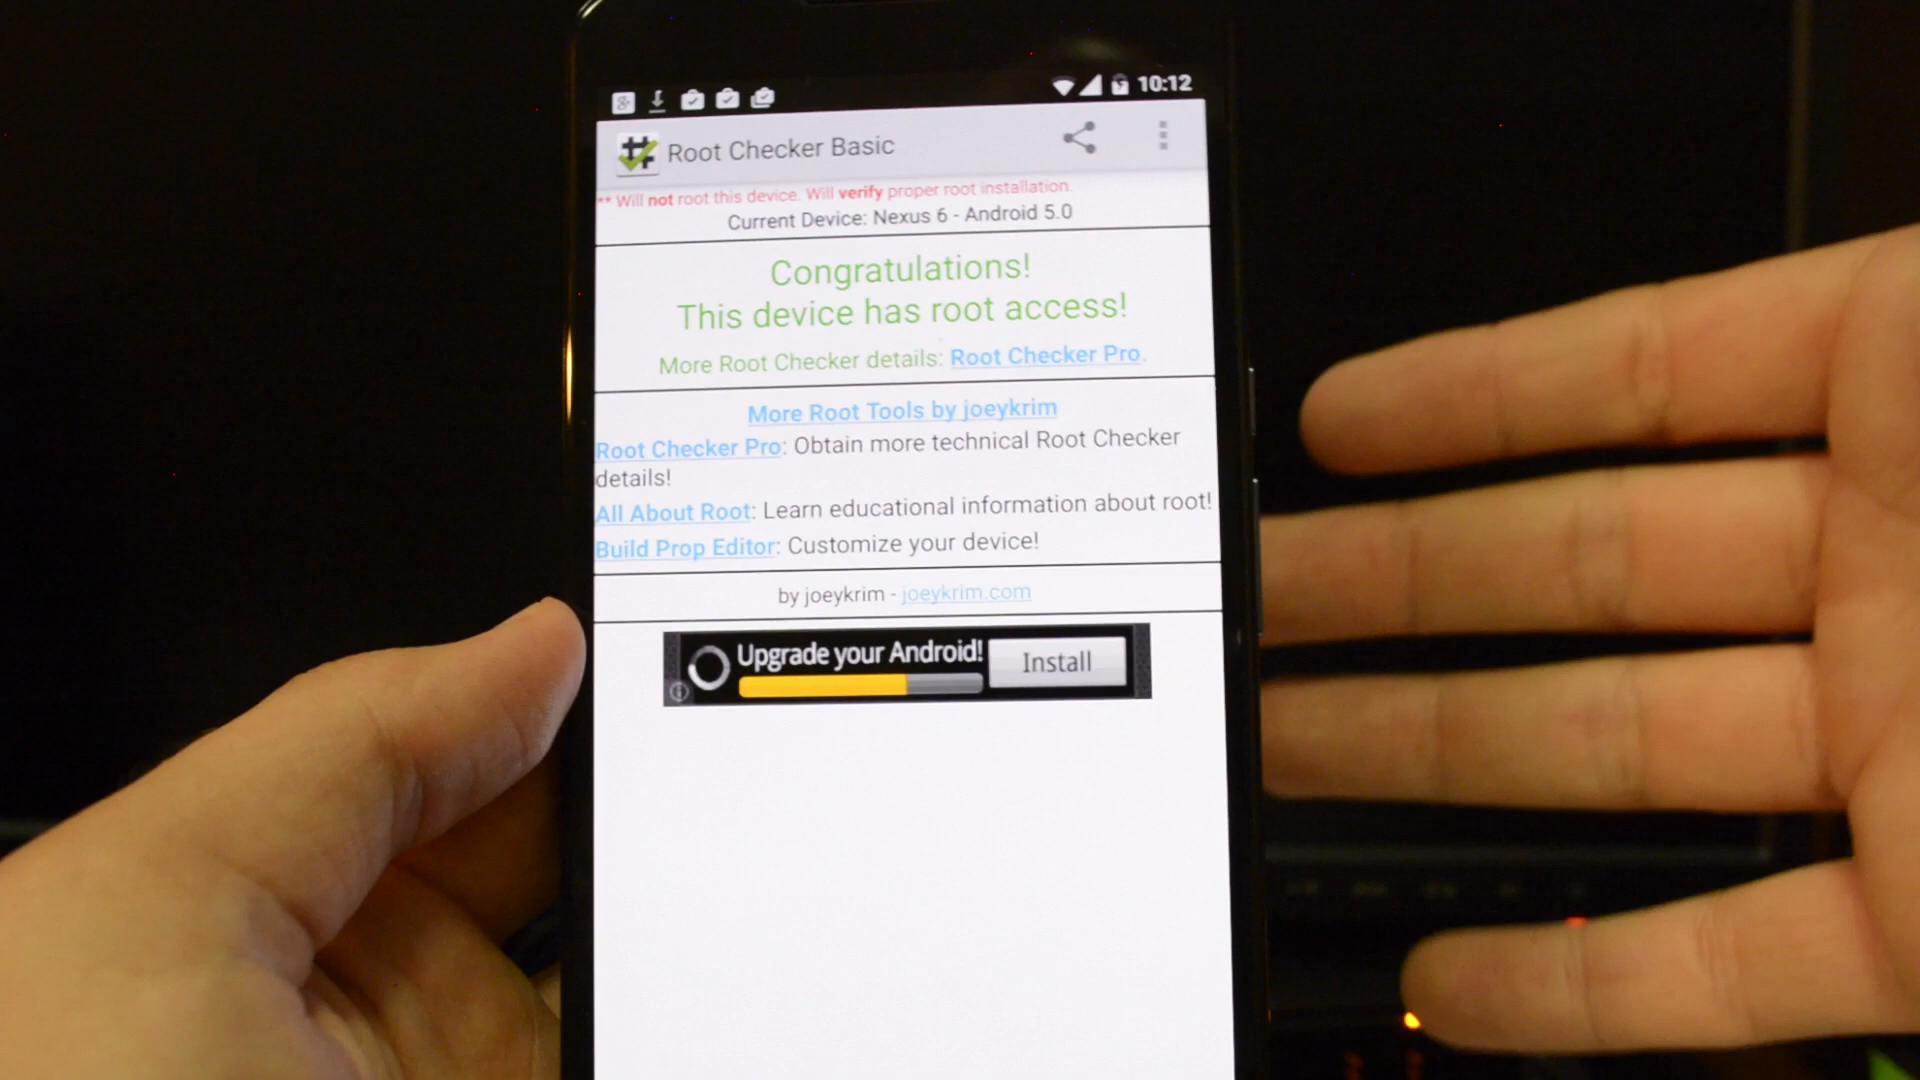 10:12
Root Checker Basic
** Will not root this device. Will verify proper root installation.
Current Device: Nexus 6 - Android 5.0
Congratulations!
This device has root access!
More Root Checker details: Root Checker Pro.
More Root Tools by joeykrim
Root Checker Pro: Obtain more technical Root Checker
details!
All About Root: Learn educational information about root!
Build Prop Editor: Customize your device!
by joeykrim - joeykrim.com
Upgrade your Android! Install